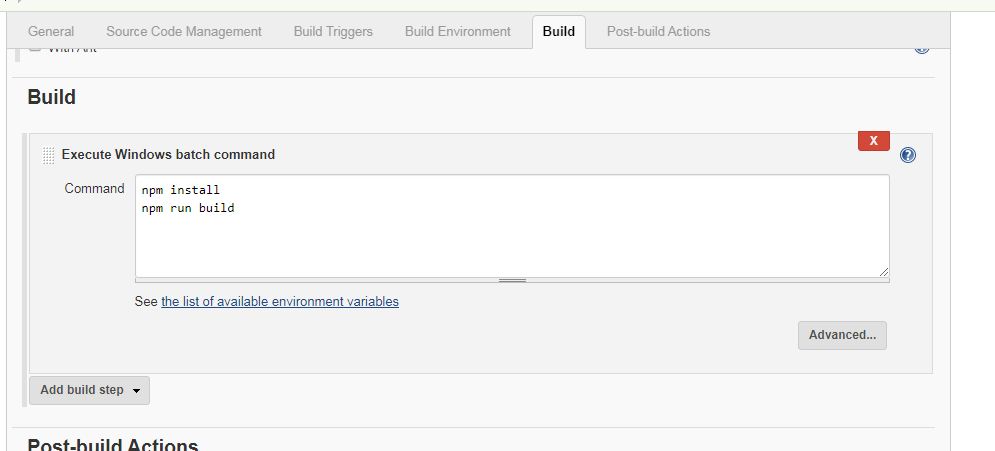 General Source Code Management Build Triggers Build Environment Build Post-build Actions
With Ant
Build
Execute Windows batch command
X
?
Command
npm install
npm run build
See the list of available environment variables
Advanced...
Add build step
Post-build Actions